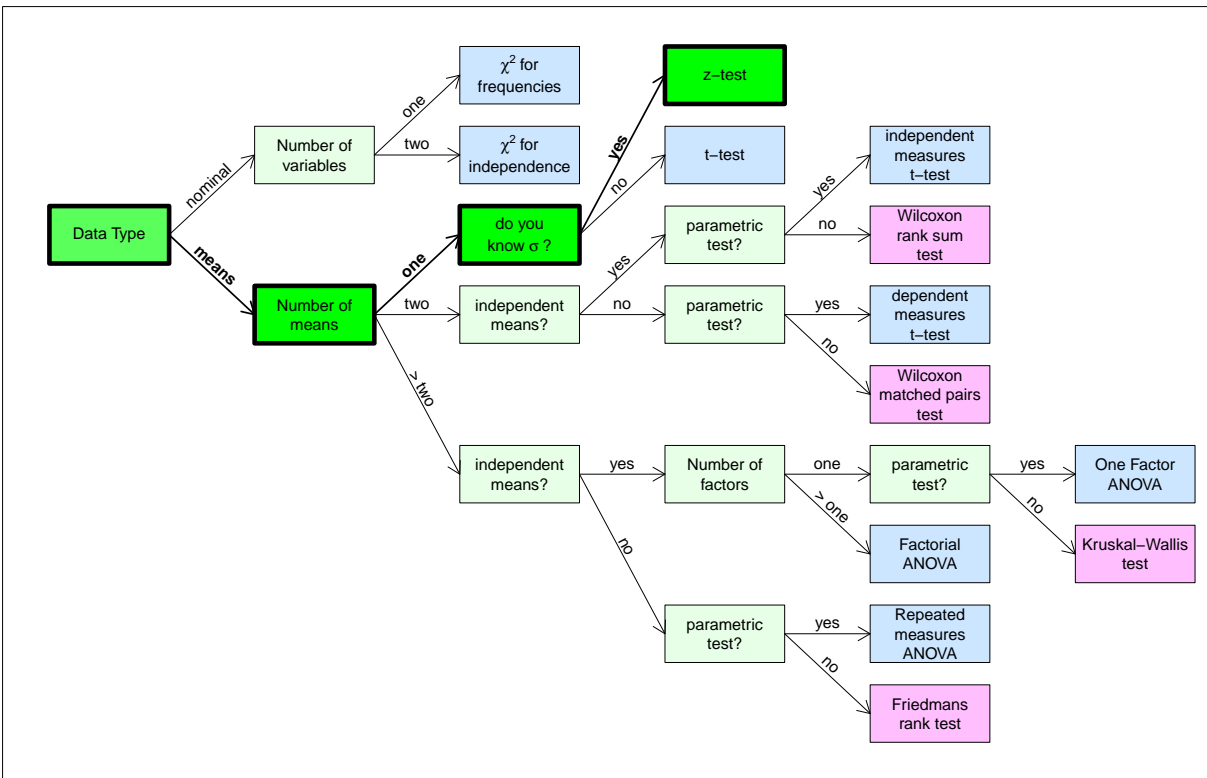 χ² for
frequencies
z−test
one
Number of
variables
two
χ² for
independence
yes
t−test
independent
measures
t−test
nominal
no
yes
Data Type
do you
know σ ?
parametric
test?
no
Wilcoxon
rank sum
test
means
one
yes
Number of
means
two
independent
means?
no
parametric
test?
yes
dependent
measures
t−test
no
> two
Wilcoxon
matched pairs
test
independent
means?
yes
Number of
factors
one
parametric
test?
yes
One Factor
ANOVA
> one
no
no
Factorial
ANOVA
Kruskal−Wallis
test
parametric
test?
yes
Repeated
measures
ANOVA
no
Friedmans
rank test